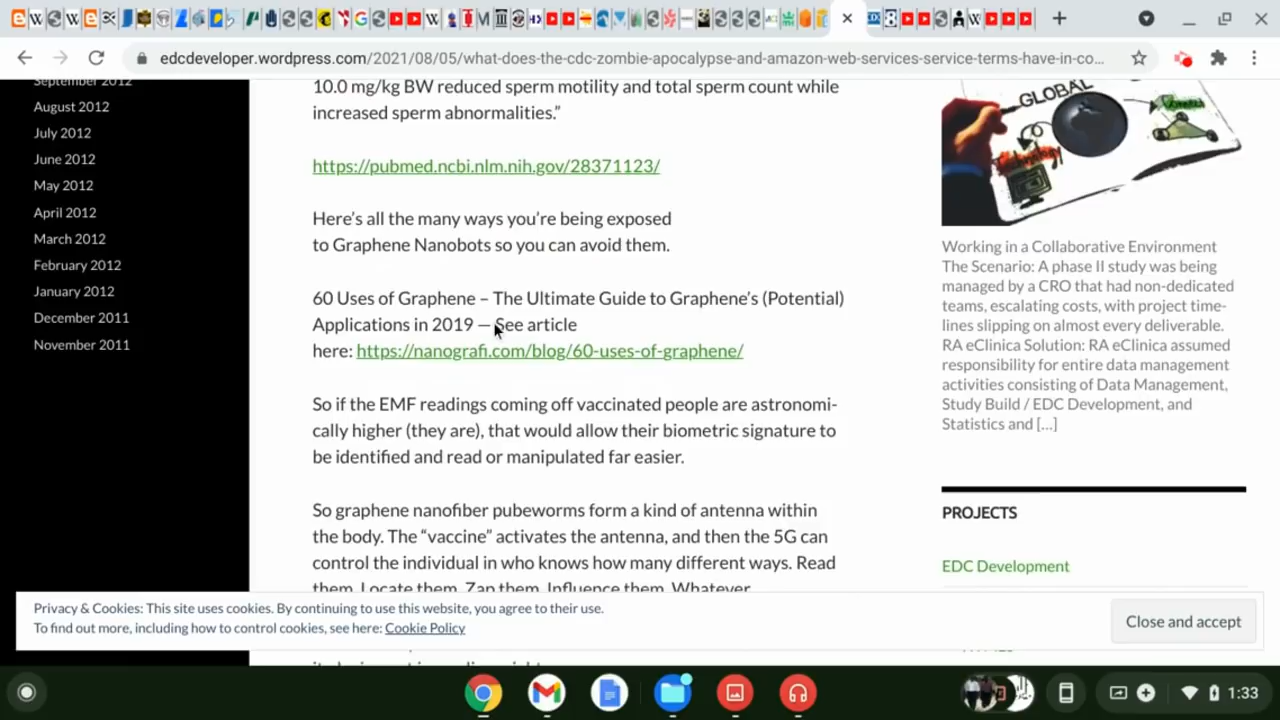 edcdeveloper.wordpress.com/2021/08/05/what-does-the-cdc-zombie-apocalypse-and-amazon-web-services-service-terms-have-in-co...
September 2012
August 2012
July 2012
June 2012
May 2012
April 2012
March 2012
February 2012
January 2012
December 2011
November 2011
10.0 mg/kg BW reduced sperm motility and total sperm count while
increased sperm abnormalities.”
https://pubmed.ncbi.nlm.nih.gov/28371123/
Here’s all the many ways you’re being exposed
to Graphene Nanobots so you can avoid them.
60 Uses of Graphene – The Ultimate Guide to Graphene’s (Potential)
Applications in 2019 — See article
here: https://nanografi.com/blog/60-uses-of-graphene/
So if the EMF readings coming off vaccinated people are astronomi-
cally higher (they are), that would allow their biometric signature to
be identified and read or manipulated far easier.
So graphene nanofiber pubeworms form a kind of antenna within
the body. The “vaccine” activates the antenna, and then the 5G can
control the individual in who knows how many different ways. Read
them. Locate them. Zap them. Influence them. Whatever.
GLOBAL
Working in a Collaborative Environment
The Scenario: A phase II study was being
managed by a CRO that had non-dedicated
teams, escalating costs, with project time-
lines slipping on almost every deliverable.
RA eClinica Solution: RA eClinica assumed
responsibility for entire data management
activities consisting of Data Management,
Study Build / EDC Development, and
Statistics and [...]
PROJECTS
EDC Development
Privacy & Cookies: This site uses cookies. By continuing to use this website, you agree to their use.
To find out more, including how to control cookies, see here: Cookie Policy
Close and accept
1:33